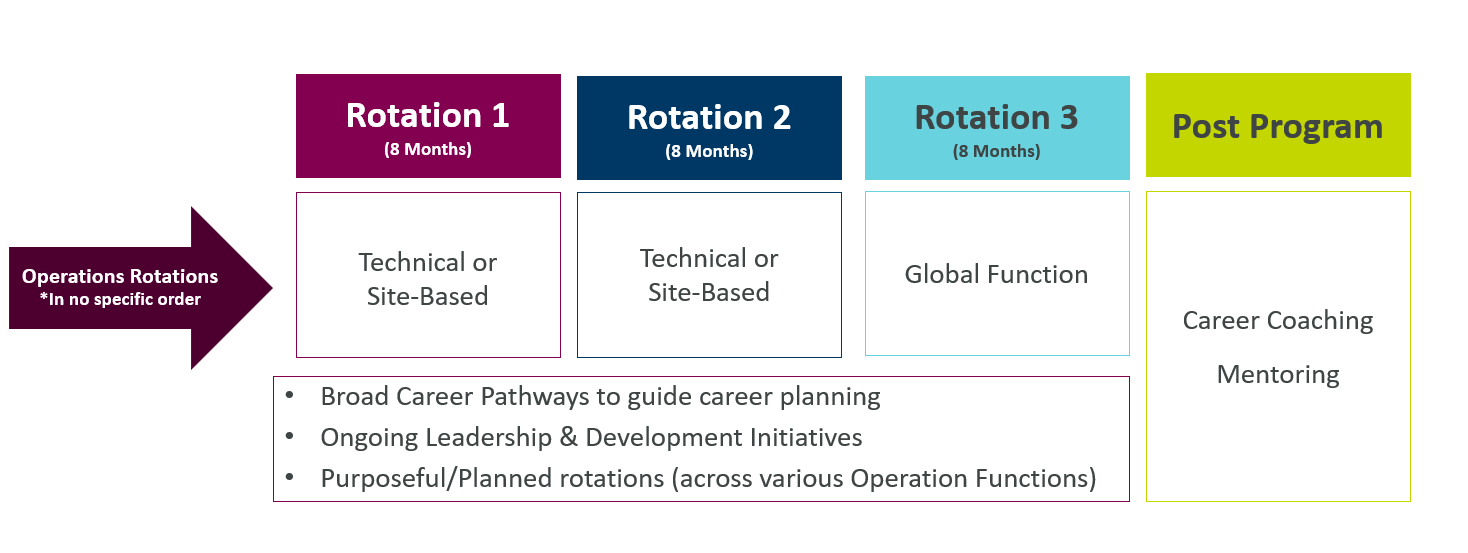 Rotation 1
(8 Months)
Rotation 2
(8 Months)
Rotation 3
(8 Months)
Post Program
Operations Rotations
*In no specific order
Technical or
Site-Based
Technical or
Site-Based
Global Function
Career Coaching
Mentoring
• Broad Career Pathways to guide career planning
• Ongoing Leadership & Development Initiatives
• Purposeful/Planned rotations (across various Operation Functions)